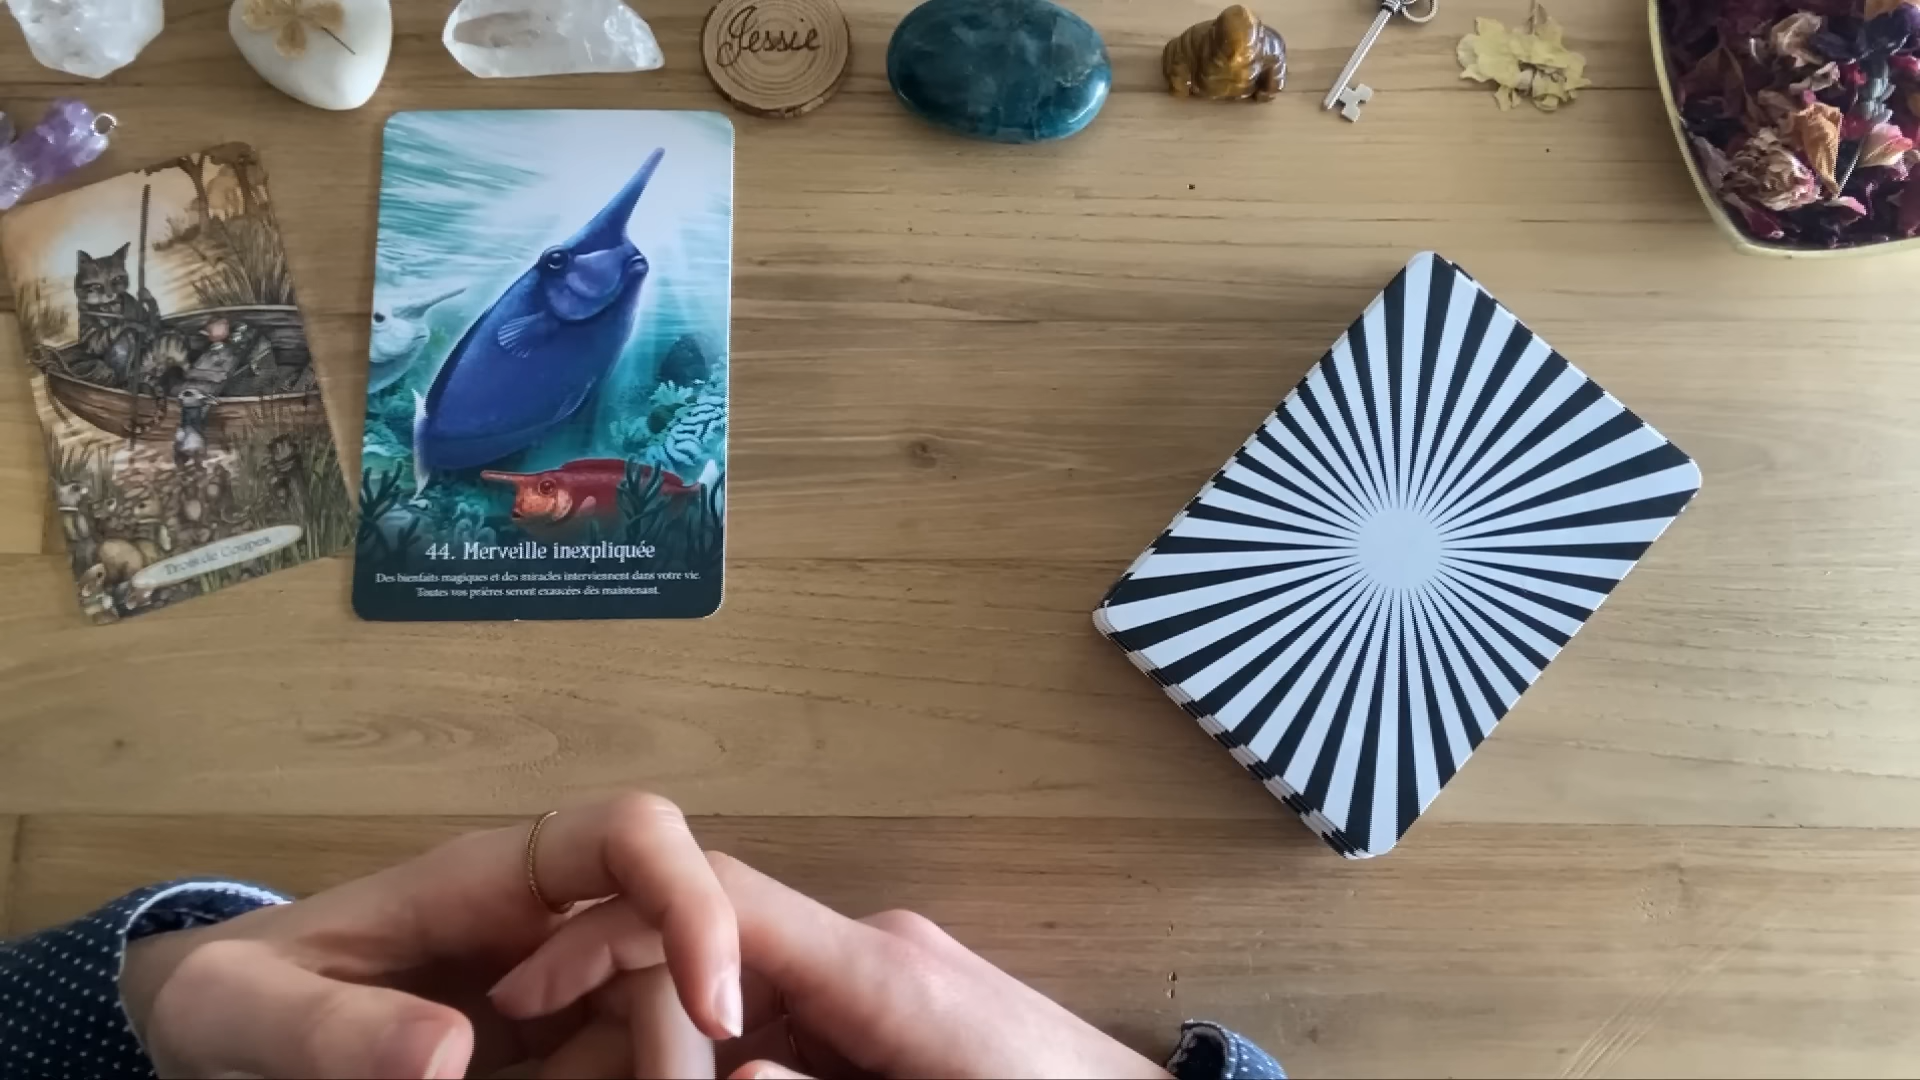 Jessie
Trois de Coupes
44. Merveille inexpliquée
Des bienfaits magiques et des miracles interviennent dans votre vie.
Toutes vos prières seront exaucées dès maintenant.